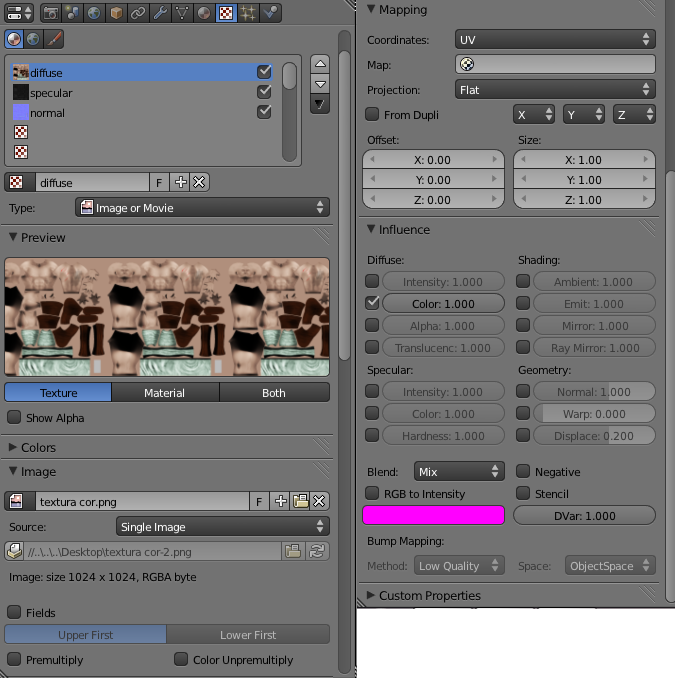 diffuse
specular
normal
diffuse F
Type: Image or Movie
Preview
Texture Material Both
Show Alpha
Colors
Image
textura cor.png F
Source: Single Image
//..\..\..\Desktop\textura cor-2.png
Image: size 1024 x 1024, RGBA byte
Fields
Upper First Lower First
Premultiply Color Unpremultiply
Mapping
Coordinates: UV
Map:
Projection: Flat
From Dupli X Y Z
Offset: Size:
X: 0.00 X: 1.00
Y: 0.00 Y: 1.00
Z: 0.00 Z: 1.00
Influence
Diffuse: Shading:
Intensity: 1.000 Ambient: 1.000
Color: 1.000 Emit: 1.000
Alpha: 1.000 Mirror: 1.000
Translucenc: 1.000 Ray Mirror: 1.000
Specular: Geometry:
Intensity: 1.000 Normal: 1.000
Color: 1.000 Warp: 0.000
Hardness: 1.000 Displace: 0.200
Blend: Mix Negative
RGB to Intensity Stencil
DVar: 1.000
Bump Mapping:
Method: Low Quality Space: ObjectSpace
Custom Properties